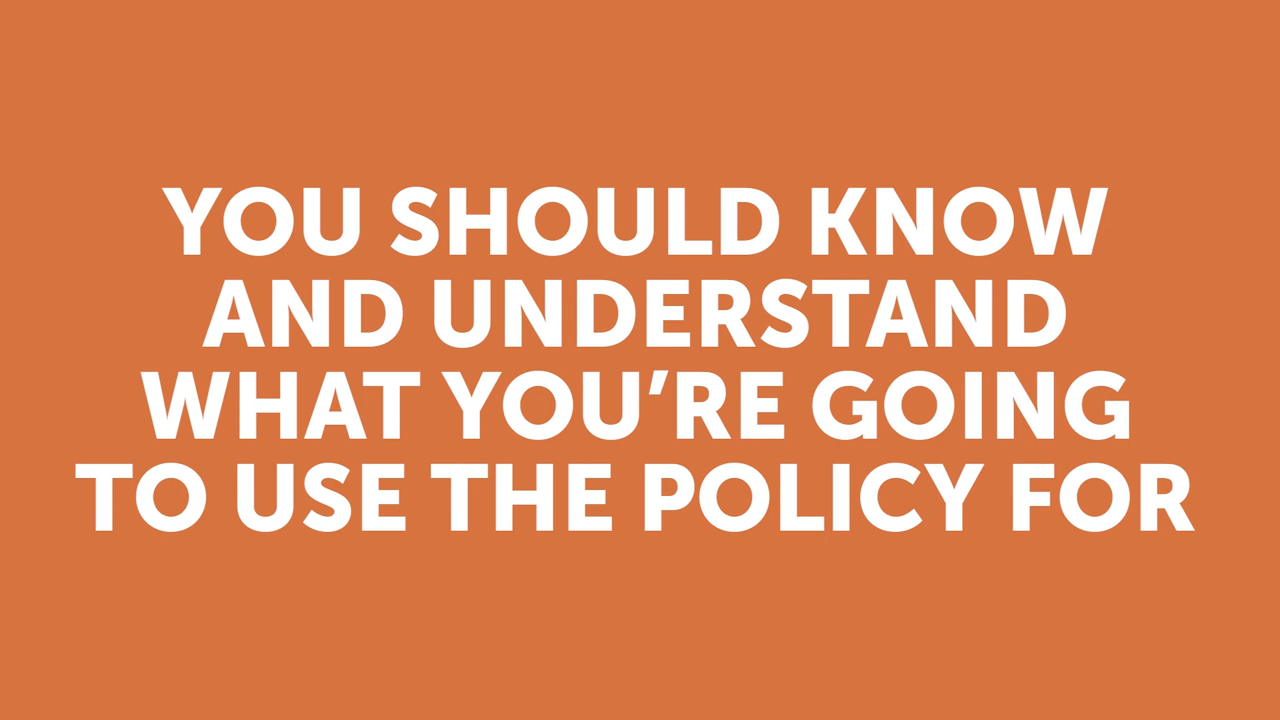 YOU SHOULD KNOW
AND UNDERSTAND
WHAT YOU’RE GOING
TO USE THE POLICY FOR